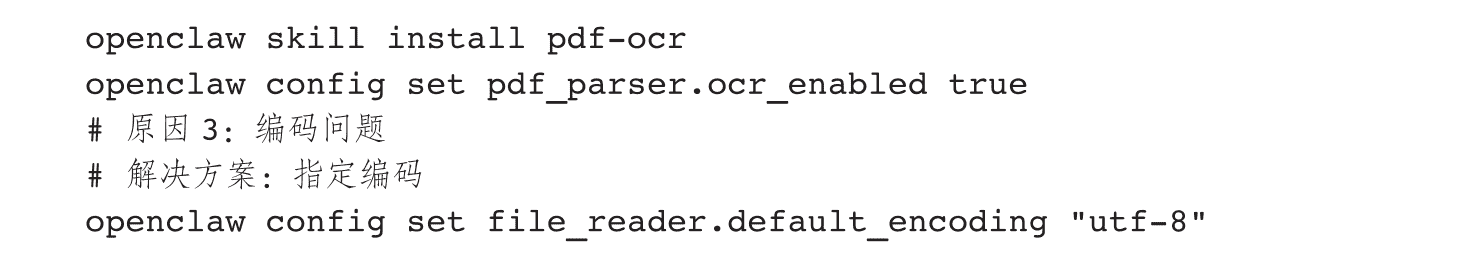 openclaw skill install pdf-ocr
openclaw config set pdf_parser.ocr_enabled true
# 原因 3：编码问题
# 解决方案：指定编码
openclaw config set file_reader.default_encoding "utf-8"